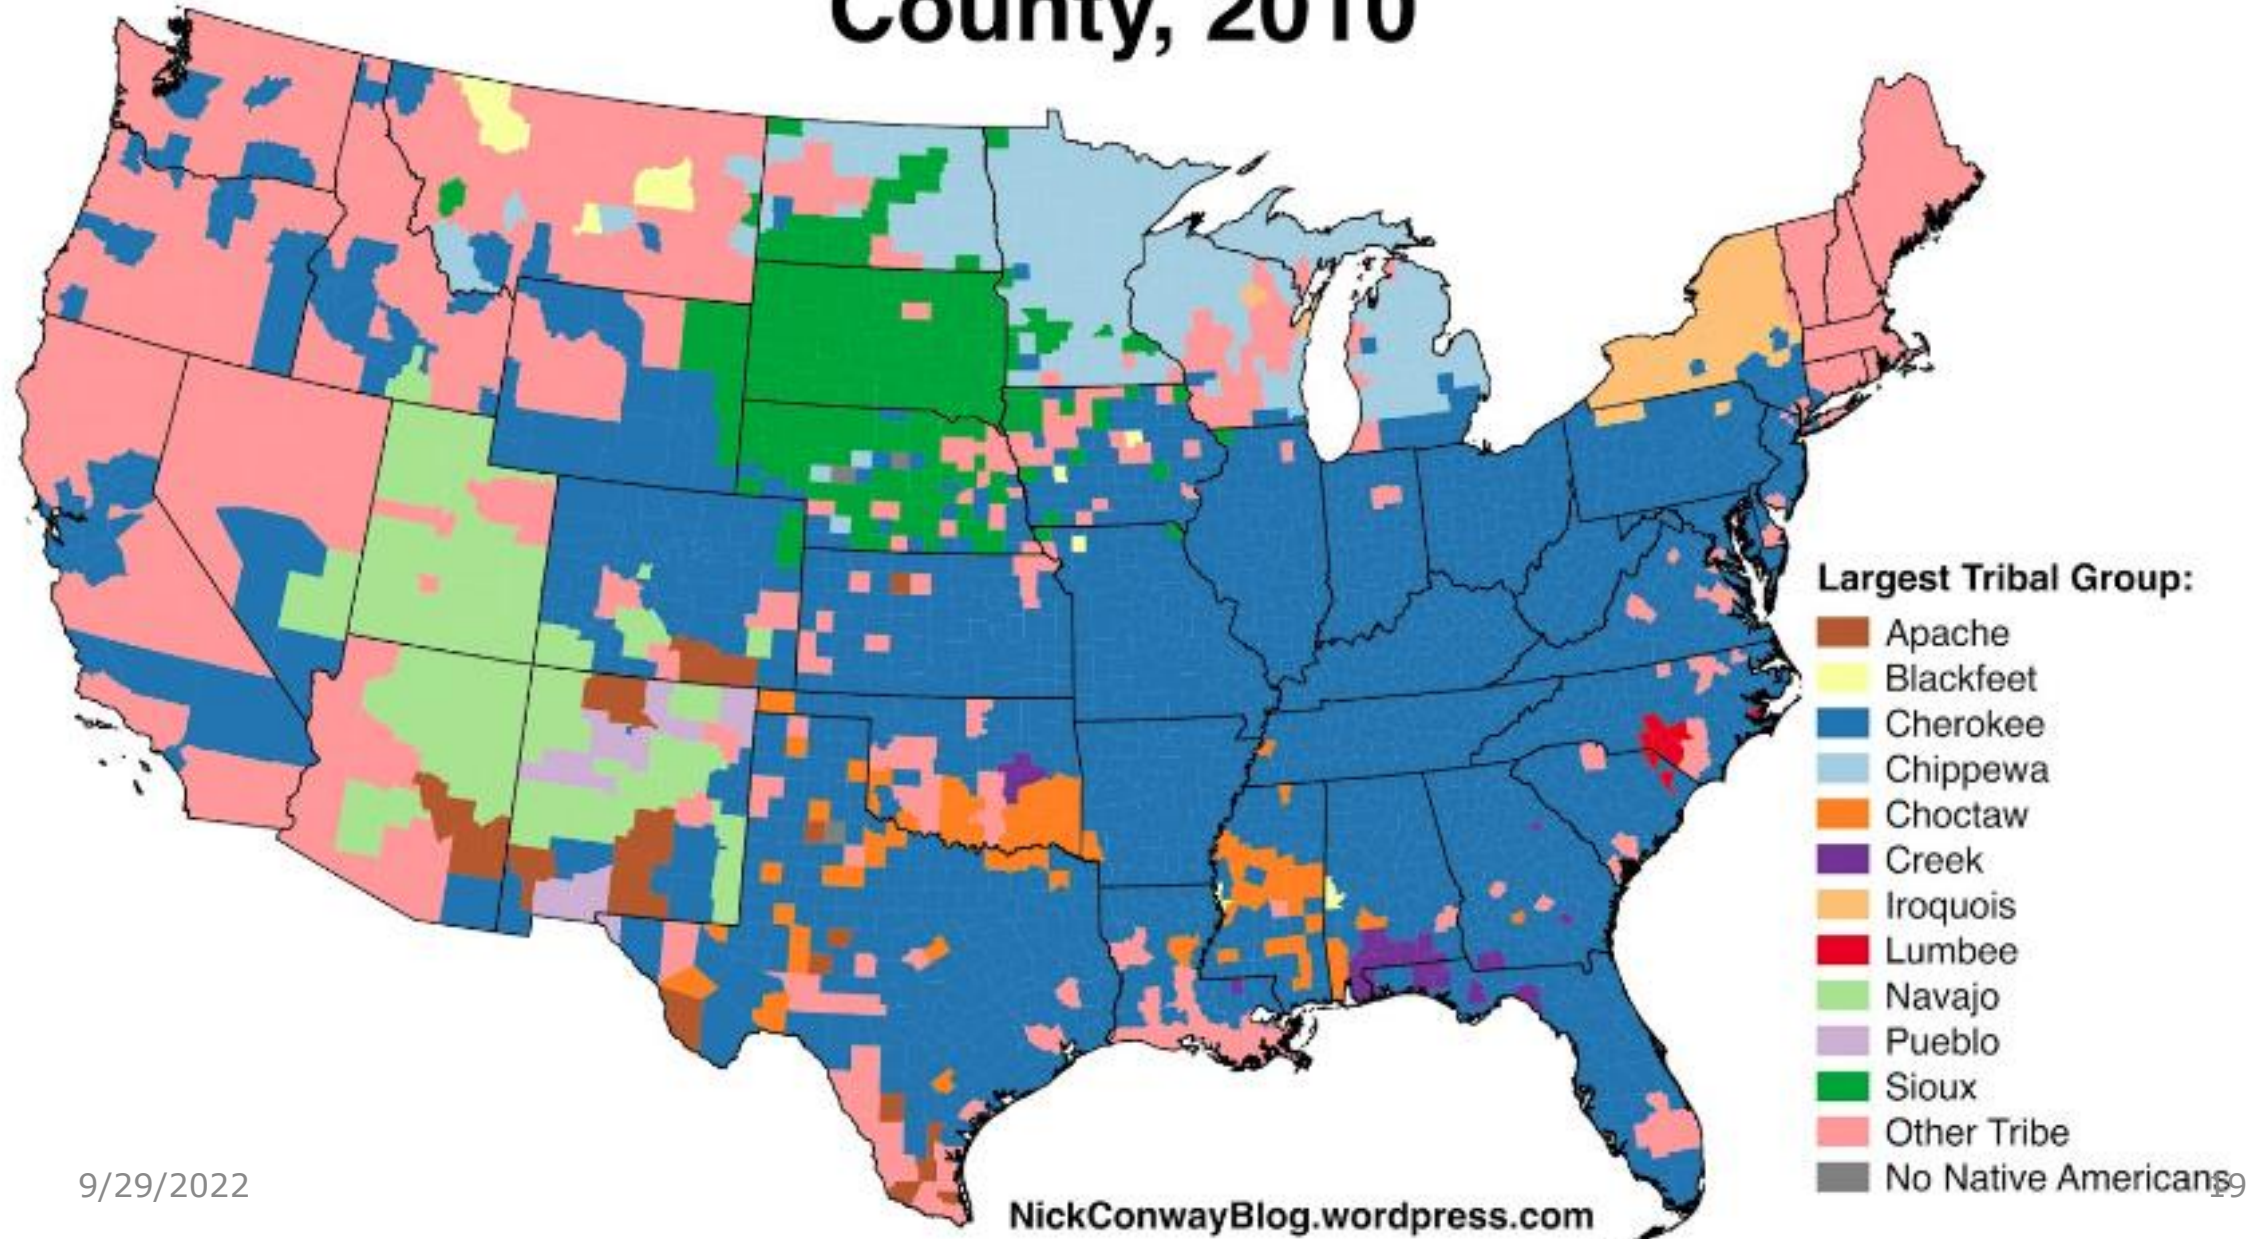 County, 2010
Largest Tribal Group:
Apache
Blackfeet
Cherokee
Chippewa
Choctaw
Creek
Iroquois
Lumbee
Navajo
Pueblo
Sioux
Other Tribe
No Native Americans
9/29/2022
19
NickConwayBlog.wordpress.com